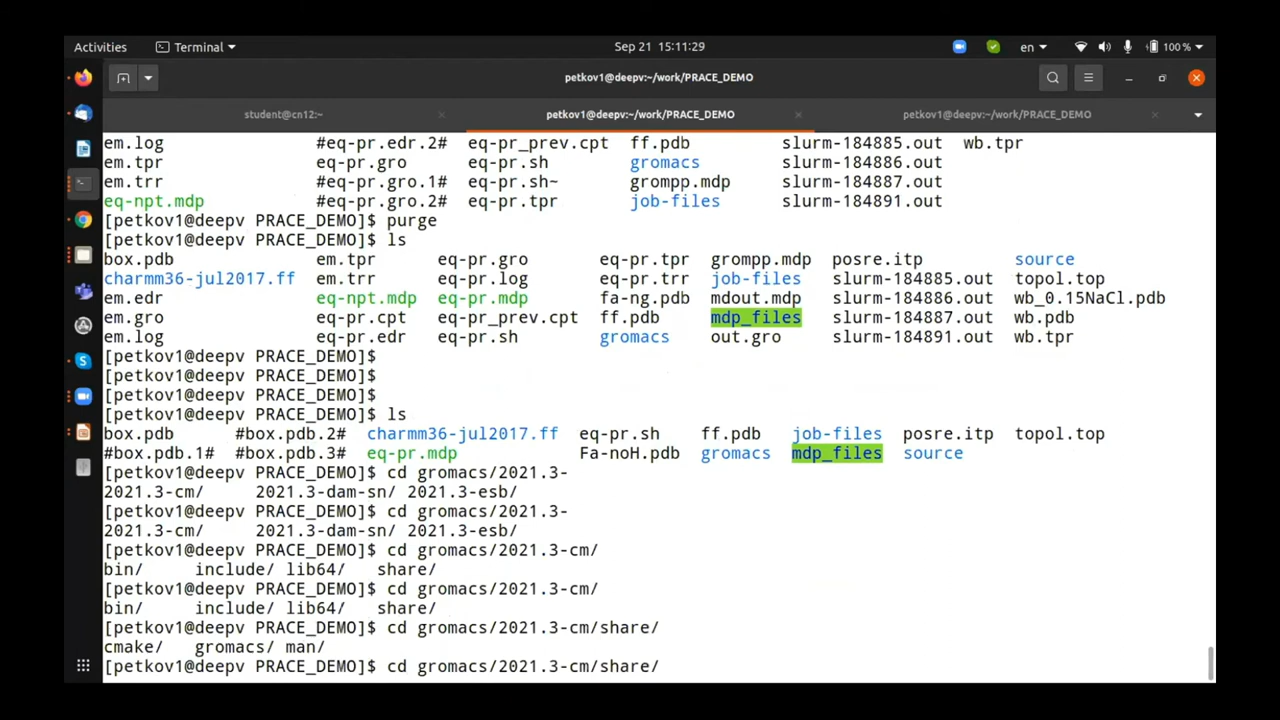 Activities Terminal Sep 21 15:11:29 en 100 %
petkov1@deepv:~/work/PRACE_DEMO
student@cn12:~ petkov1@deepv:~/work/PRACE_DEMO petkov1@deepv:~/work/PRACE_DEMO
em.log #eq-pr.edr.2# eq-pr_prev.cpt ff.pdb slurm-184885.out wb.tpr
em.tpr eq-pr.gro eq-pr.sh gromacs slurm-184886.out
em.trr #eq-pr.gro.1# eq-pr.sh~ grompp.mdp slurm-184887.out
eq-npt.mdp #eq-pr.gro.2# eq-pr.tpr job-files slurm-184891.out
[petkov1@deepv PRACE_DEMO]$ purge
[petkov1@deepv PRACE_DEMO]$ ls
box.pdb em.tpr eq-pr.gro eq-pr.tpr grompp.mdp posre.itp source
charmm36-jul2017.ff em.trr eq-pr.log eq-pr.trr job-files slurm-184885.out topol.top
em.edr eq-npt.mdp eq-pr.mdp fa-ng.pdb mdout.mdp slurm-184886.out wb_0.15NaCl.pdb
em.gro eq-pr.cpt eq-pr_prev.cpt ff.pdb mdp_files slurm-184887.out wb.pdb
em.log eq-pr.edr eq-pr.sh gromacs out.gro slurm-184891.out wb.tpr
[petkov1@deepv PRACE_DEMO]$
[petkov1@deepv PRACE_DEMO]$
[petkov1@deepv PRACE_DEMO]$
[petkov1@deepv PRACE_DEMO]$ ls
box.pdb #box.pdb.2# charmm36-jul2017.ff eq-pr.sh ff.pdb job-files posre.itp topol.top
#box.pdb.1# #box.pdb.3# eq-pr.mdp Fa-noH.pdb gromacs mdp_files source
[petkov1@deepv PRACE_DEMO]$ cd gromacs/2021.3-
2021.3-cm/ 2021.3-dam-sn/ 2021.3-esb/
[petkov1@deepv PRACE_DEMO]$ cd gromacs/2021.3-
2021.3-cm/ 2021.3-dam-sn/ 2021.3-esb/
[petkov1@deepv PRACE_DEMO]$ cd gromacs/2021.3-cm/
bin/ include/ lib64/ share/
[petkov1@deepv PRACE_DEMO]$ cd gromacs/2021.3-cm/
bin/ include/ lib64/ share/
[petkov1@deepv PRACE_DEMO]$ cd gromacs/2021.3-cm/share/
cmake/ gromacs/ man/
[petkov1@deepv PRACE_DEMO]$ cd gromacs/2021.3-cm/share/